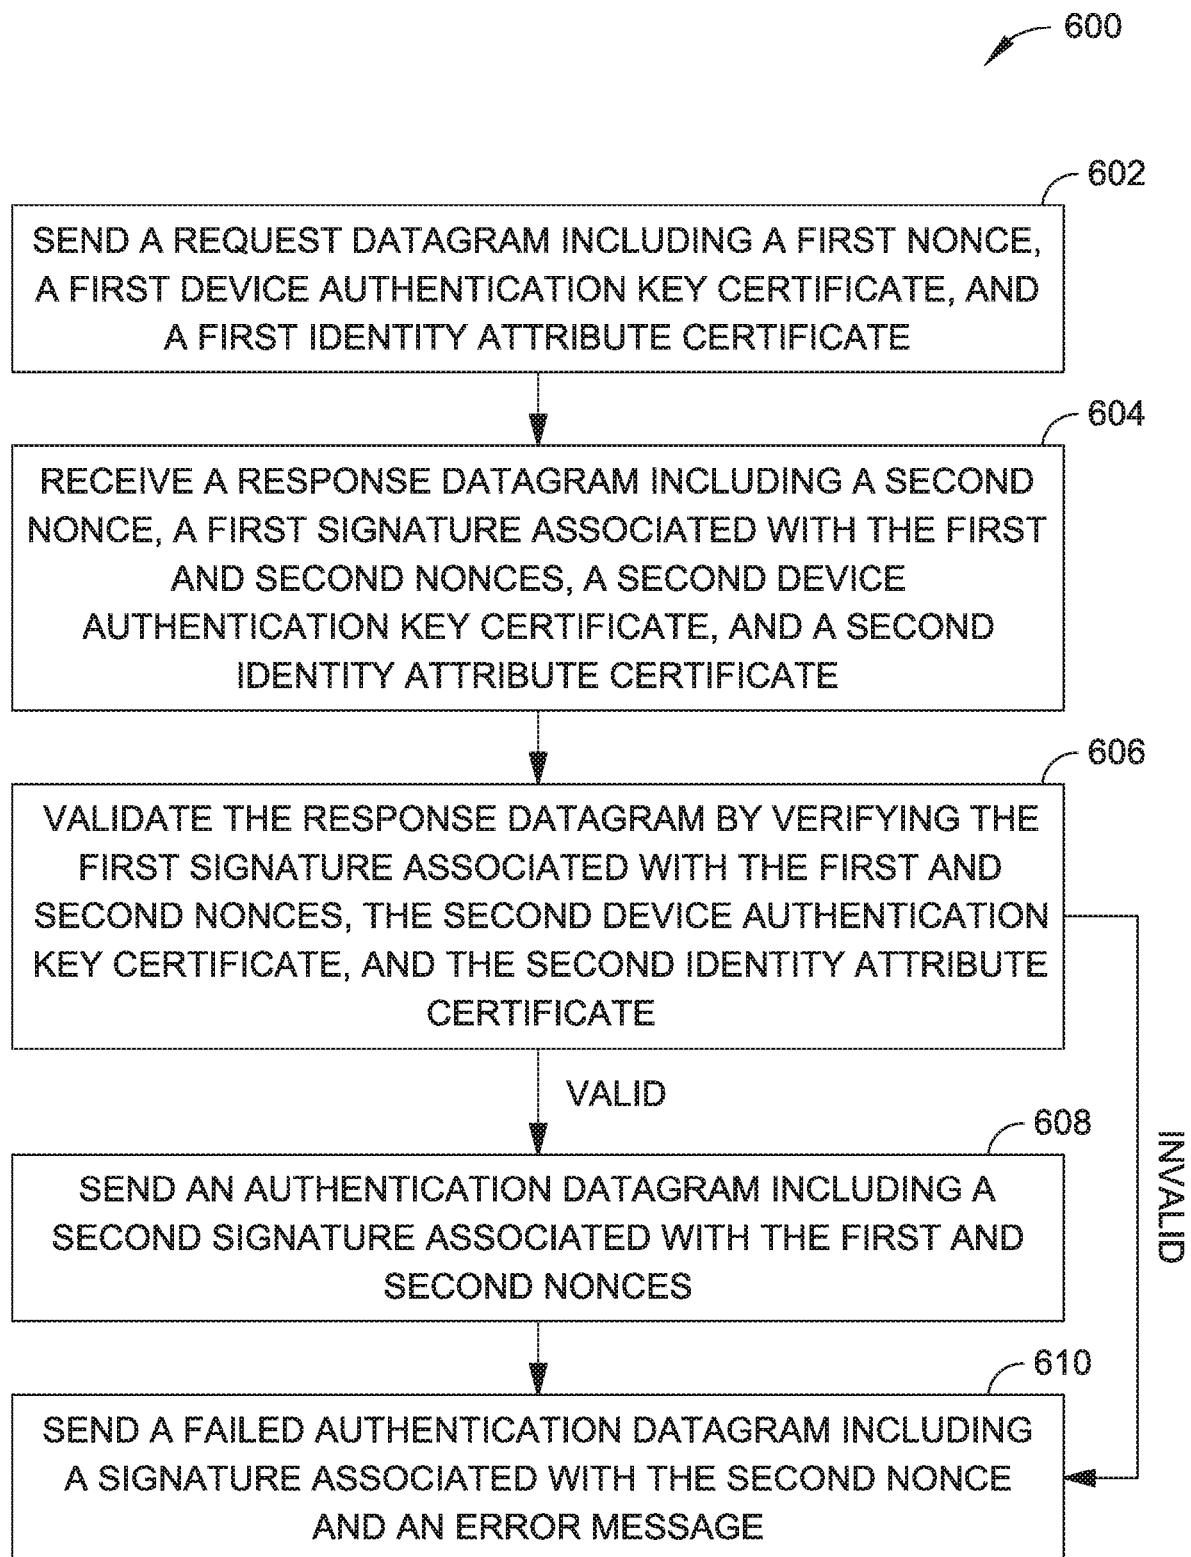 600
602
SEND A REQUEST DATAGRAM INCLUDING A FIRST NONCE,
A FIRST DEVICE AUTHENTICATION KEY CERTIFICATE, AND
A FIRST IDENTITY ATTRIBUTE CERTIFICATE
604
RECEIVE A RESPONSE DATAGRAM INCLUDING A SECOND
NONCE, A FIRST SIGNATURE ASSOCIATED WITH THE FIRST
AND SECOND NONCES, A SECOND DEVICE
AUTHENTICATION KEY CERTIFICATE, AND A SECOND
IDENTITY ATTRIBUTE CERTIFICATE
606
VALIDATE THE RESPONSE DATAGRAM BY VERIFYING THE
FIRST SIGNATURE ASSOCIATED WITH THE FIRST AND
SECOND NONCES, THE SECOND DEVICE AUTHENTICATION
KEY CERTIFICATE, AND THE SECOND IDENTITY ATTRIBUTE
CERTIFICATE
VALID
INVALID
608
SEND AN AUTHENTICATION DATAGRAM INCLUDING A
SECOND SIGNATURE ASSOCIATED WITH THE FIRST AND
SECOND NONCES
610
SEND A FAILED AUTHENTICATION DATAGRAM INCLUDING
A SIGNATURE ASSOCIATED WITH THE SECOND NONCE
AND AN ERROR MESSAGE